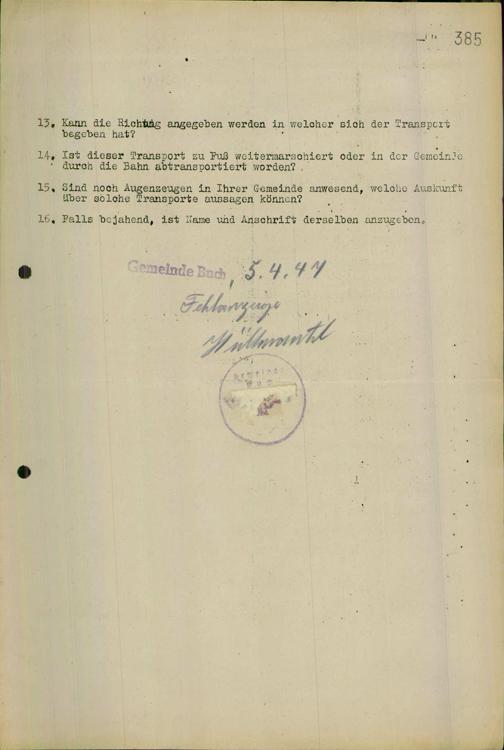 385
13. Kann die Richtung angegeben werden in welcher sich der Transport
begeben hat?
14. Ist dieser Transport zu Fuß weitermarschiert oder in der Gemeinde
durch die Bahn abtransportiert worden?
15. Sind noch Augenzeugen in Ihrer Gemeinde anwesend, welche Auskunft
über solche Transporte aussagen können?
16. Falls bejahend, ist Name und Anschrift derselben anzugeben.
Gemeinde Buch, 5.4.47
Fehlanzeige
Gemeinde
Buch